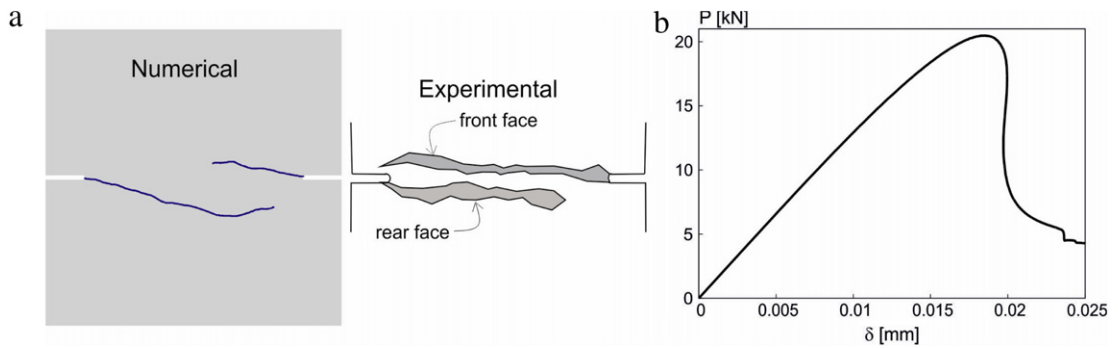 a
Numerical
Experimental
front face
rear face
b
P [kN]
20
15
10
5
0
0
0.005
0.01
0.015
0.02
0.025
δ [mm]